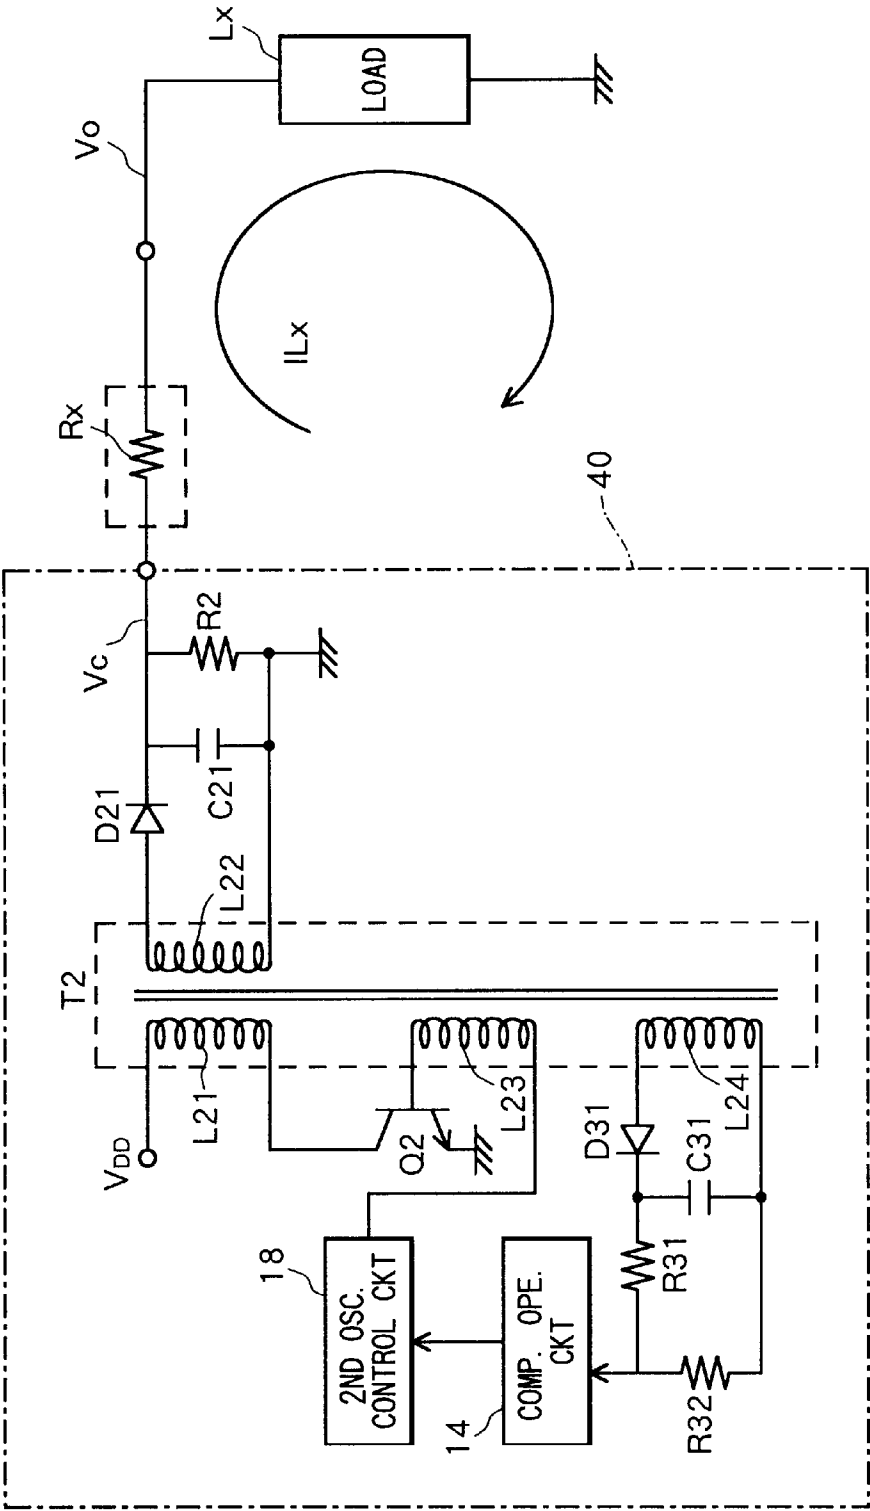 VDD
T2
L21
L22
D21
C21
R2
Vc
Rx
Vo
Lx
LOAD
ILx
40
Q2
L23
18
2ND OSC.
CONTROL CKT
14
COMP. OPE.
CKT
D31
L24
C31
R31
R32